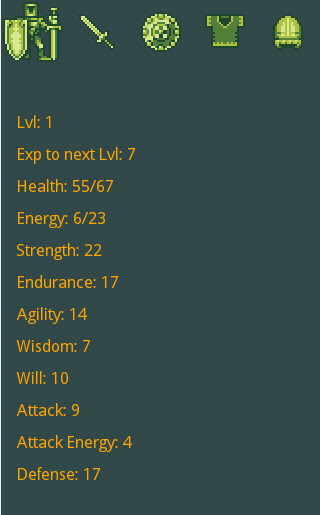 Lvl: 1
Exp to next Lvl: 7
Health: 55/67
Energy: 6/23
Strength: 22
Endurance: 17
Agility: 14
Wisdom: 7
Will: 10
Attack: 9
Attack Energy: 4
Defense: 17